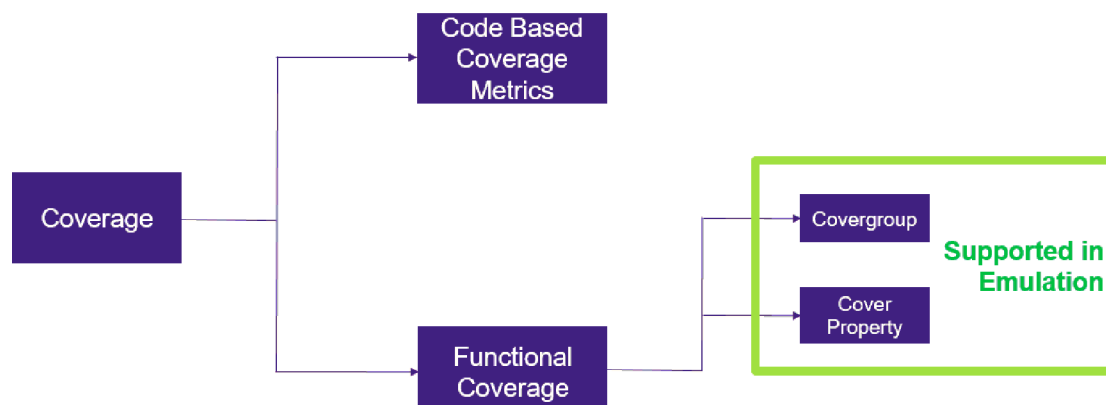 Code Based
Coverage
Metrics
Coverage
Covergroup
Supported in
Emulation
Cover
Property
Functional
Coverage